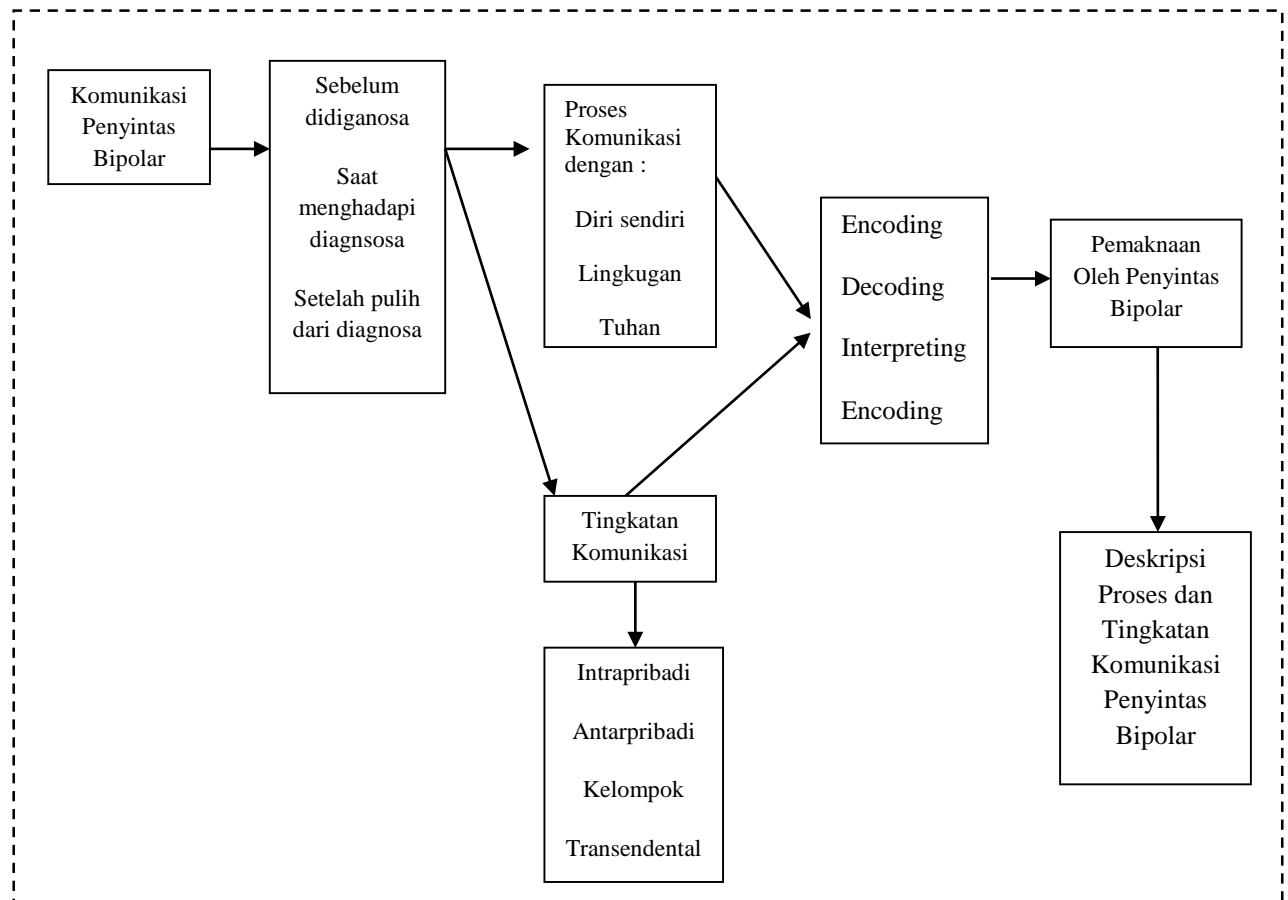 Komunikasi
Penyintas
Bipolar
Sebelum
didiganosa
Saat
menghadapi
diagnsosa
Setelah pulih
dari diagnosa
Proses
Komunikasi
dengan :
Diri sendiri
Lingkugan
Tuhan
Encoding
Decoding
Interpreting
Encoding
Pemaknaan
Oleh Penyintas
Bipolar
Tingkatan
Komunikasi
Intrapribadi
Antarpribadi
Kelompok
Transendental
Deskripsi
Proses dan
Tingkatan
Komunikasi
Penyintas
Bipolar